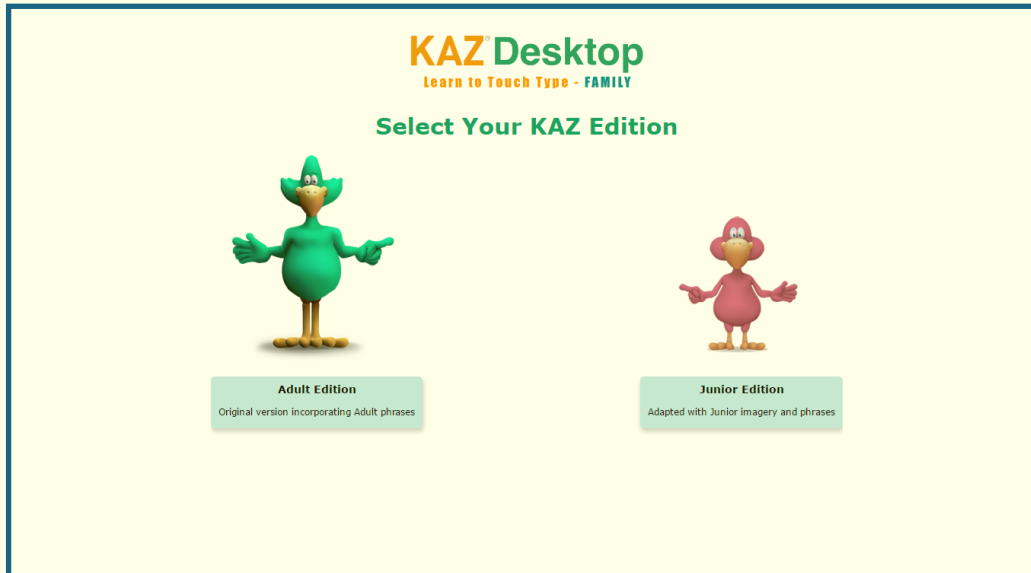 KAZ® Desktop
Learn to Touch Type - FAMILY
Select Your KAZ Edition
Adult Edition
Original version incorporating Adult phrases
Junior Edition
Adapted with Junior imagery and phrases